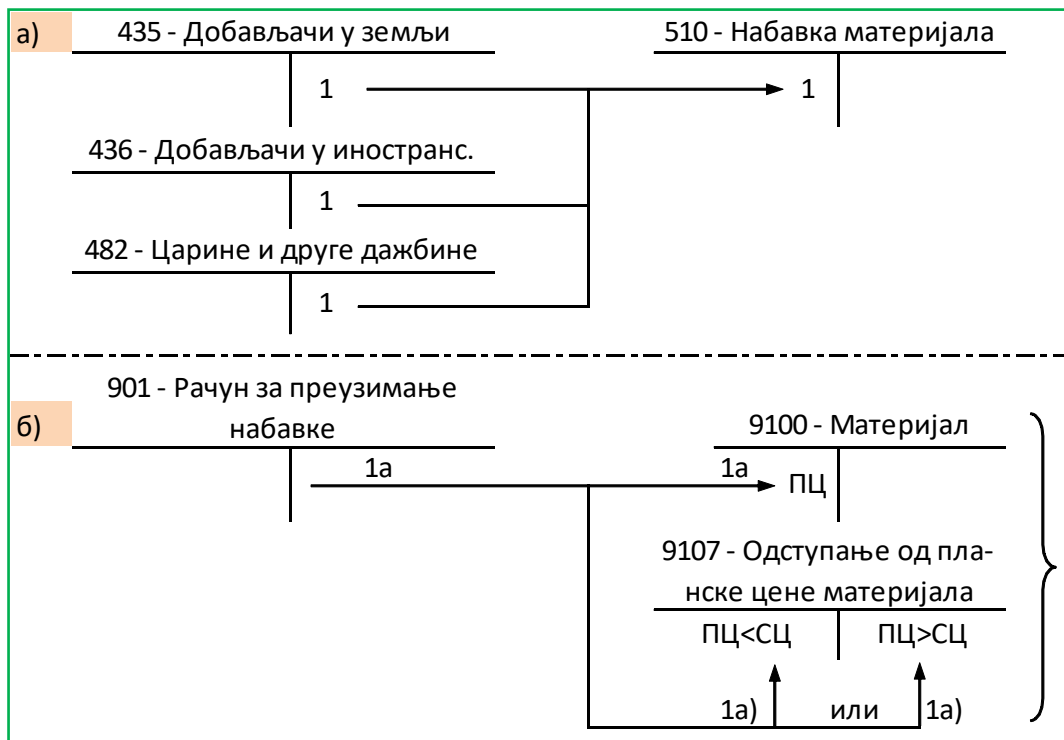 а)
435 - Добављачи у земљи
510 - Набавка материјала
1
1
436 - Добављачи у иностранс.
1
482 - Царине и друге дажбине
1
901 - Рачун за преузимање
набавке
б)
9100 - Материјал
1а
1а
ПЦ
9107 - Одступање од пла-
нске цене материјала
ПЦ<СЦ
ПЦ>СЦ
1а)
или
1а)